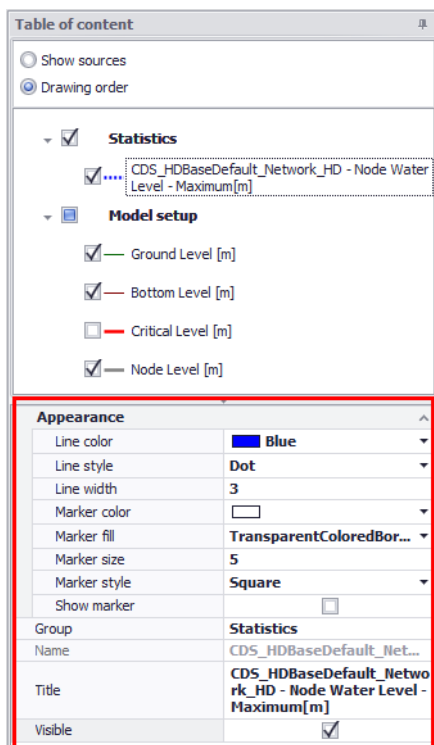 Table of content
Show sources
Drawing order
Statistics
CDS_HDBaseDefault_Network_HD - Node Water
Level - Maximum[m]
Model setup
Ground Level [m]
Bottom Level [m]
Critical Level [m]
Node Level [m]
Appearance
Line color Blue
Line style Dot
Line width 3
Marker color
Marker fill TransparentColoredBor...
Marker size 5
Marker style Square
Show marker
Group Statistics
Name CDS_HDBaseDefault_Net...
Title CDS_HDBaseDefault_Netwo
rk_HD - Node Water Level -
Maximum[m]
Visible